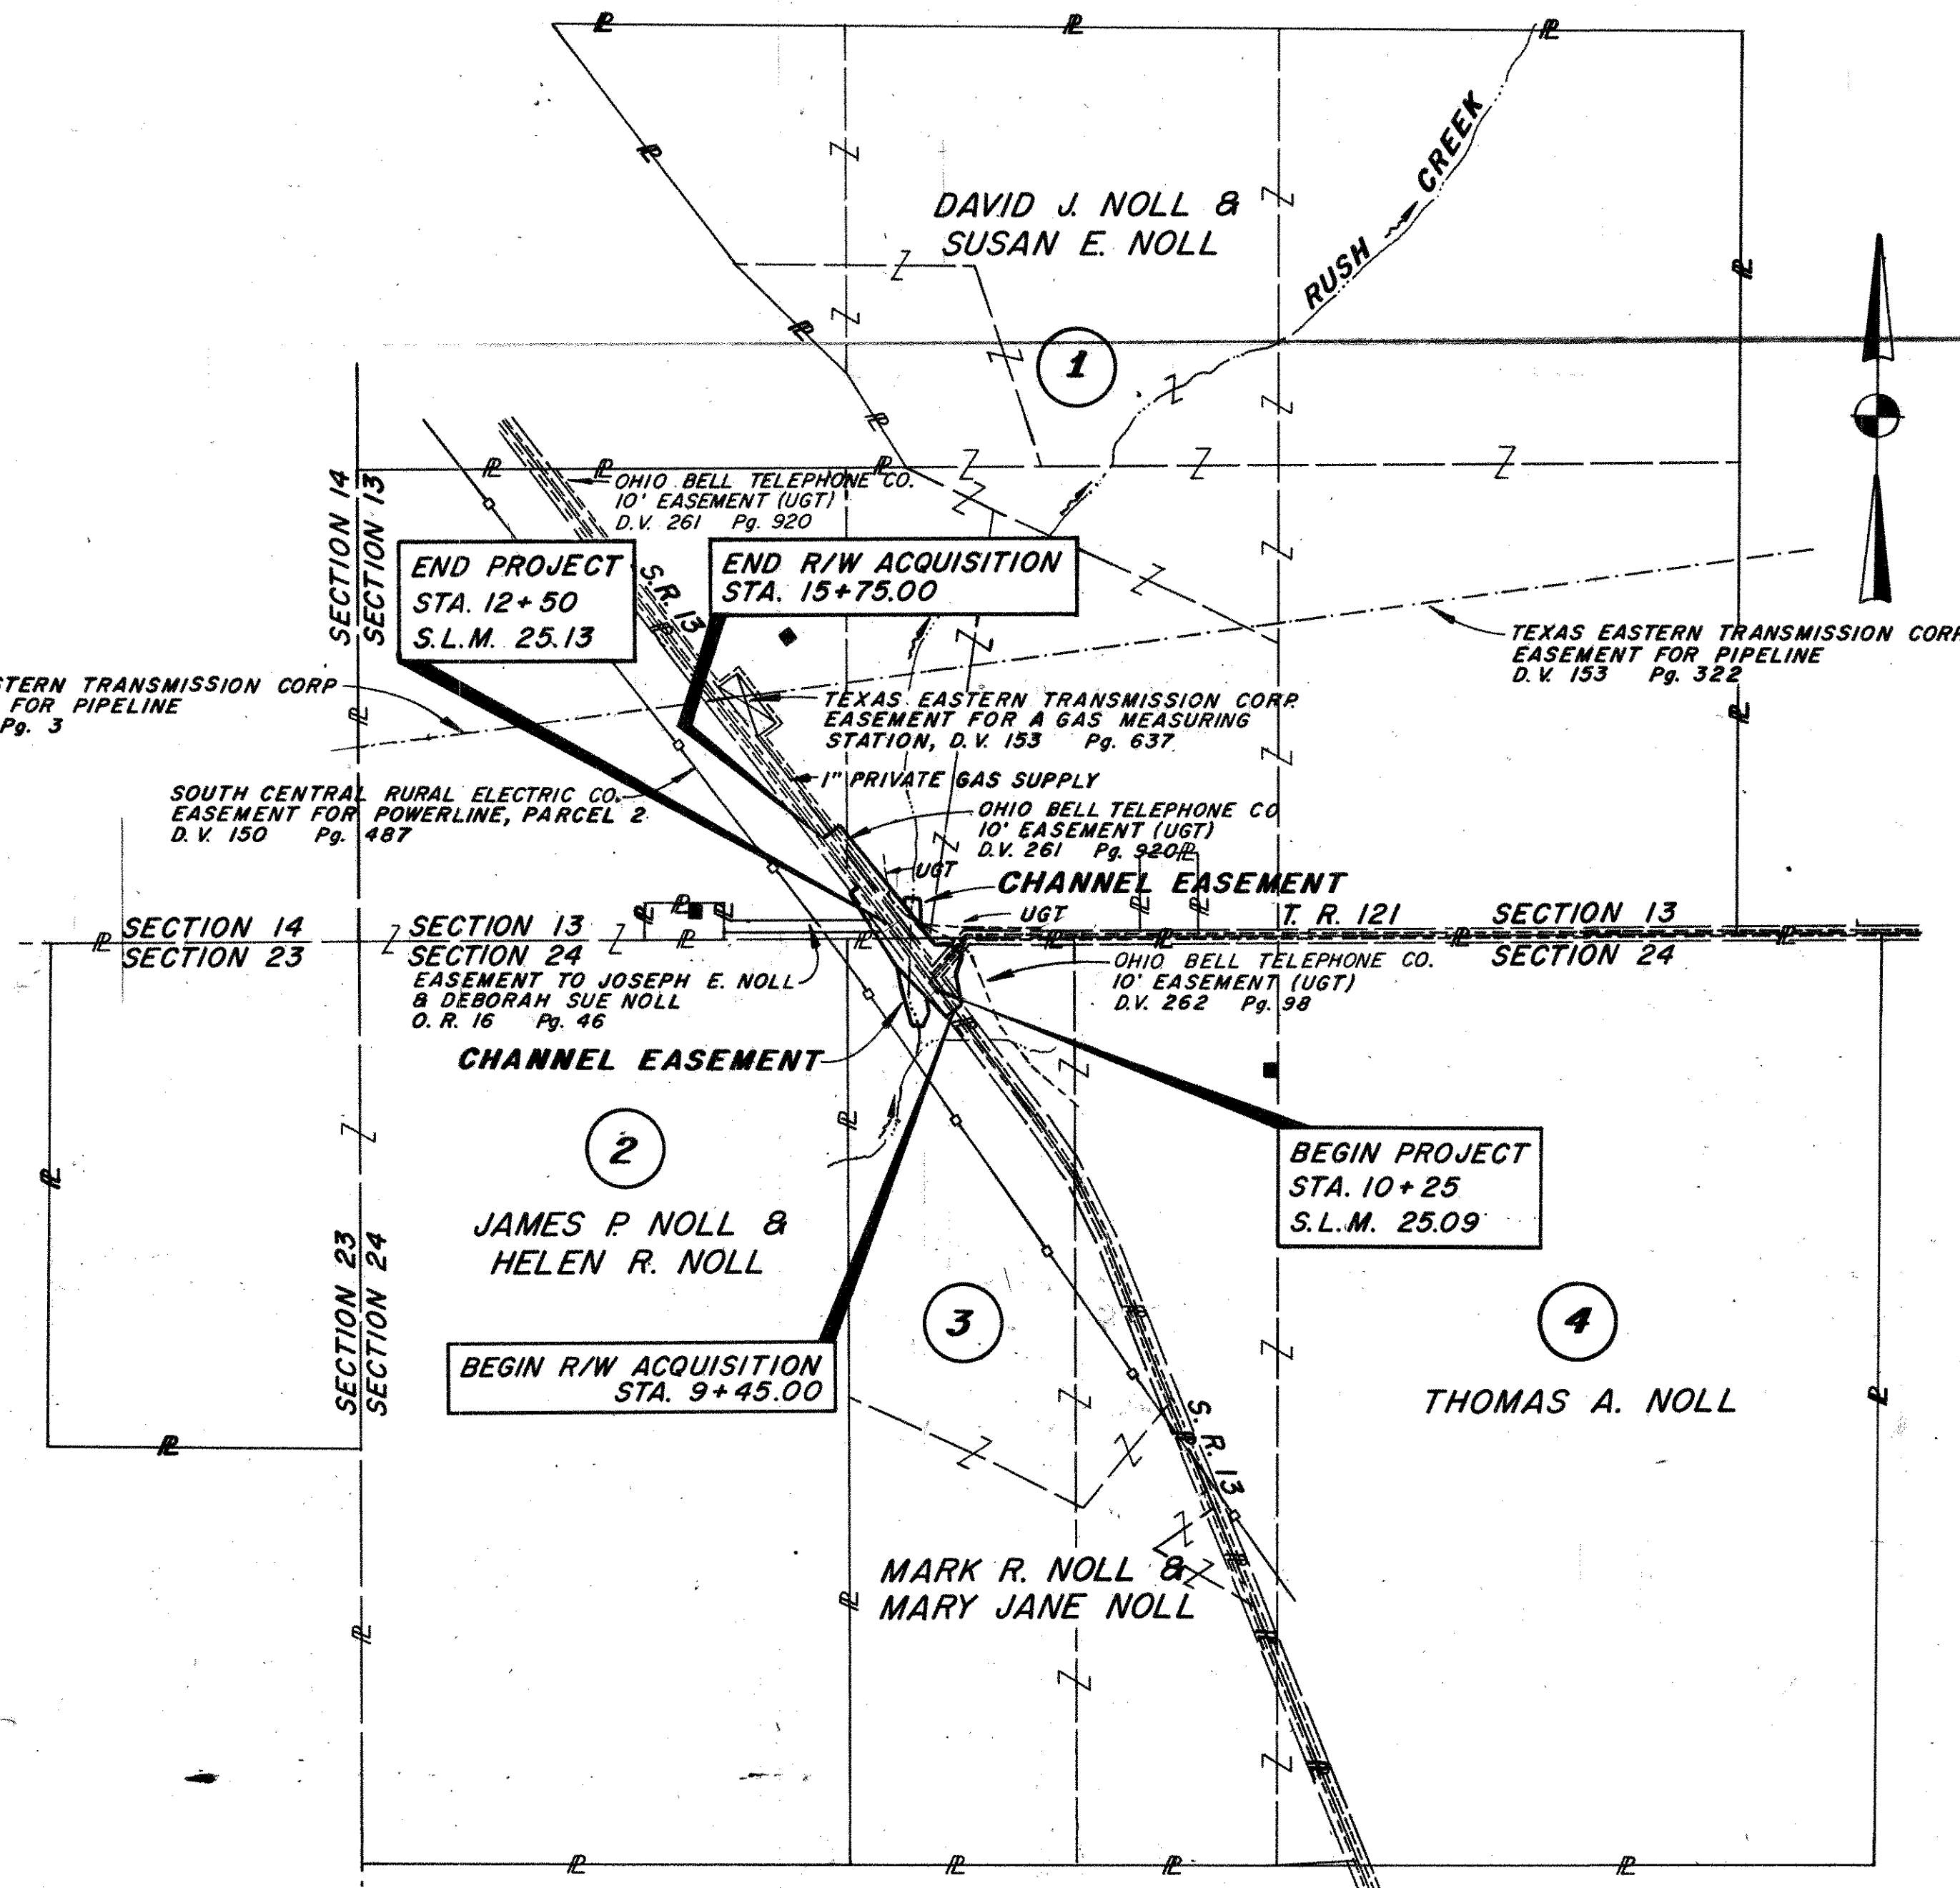 DAVID J. NOLL &
SUSAN E. NOLL
RUSH CREEK
1
SECTION 14
SECTION 13
OHIO BELL TELEPHONE CO.
10' EASEMENT (UGT)
D.V. 261 Pg. 920
END PROJECT
STA. 12+50
S.L.M. 25.13
S.R. 13
END R/W ACQUISITION
STA. 15+75.00
TEXAS EASTERN TRANSMISSION CORP
EASEMENT FOR PIPELINE
D.V. 153 Pg. 322
STERN TRANSMISSION CORP
FOR PIPELINE
Pg. 3
TEXAS EASTERN TRANSMISSION CORP.
EASEMENT FOR A GAS MEASURING
STATION, D.V. 153 Pg. 637
1" PRIVATE GAS SUPPLY
SOUTH CENTRAL RURAL ELECTRIC CO.
EASEMENT FOR POWERLINE, PARCEL 2
D.V. 150 Pg. 487
OHIO BELL TELEPHONE CO
10' EASEMENT (UGT)
D.V. 261 Pg. 920
UGT
CHANNEL EASEMENT
UGT
T. R. 121
SECTION 13
SECTION 24
SECTION 14
SECTION 23
SECTION 13
SECTION 24
EASEMENT TO JOSEPH E. NOLL
& DEBORAH SUE NOLL
O. R. 16 Pg. 46
OHIO BELL TELEPHONE CO.
10' EASEMENT (UGT)
D.V. 262 Pg. 98
CHANNEL EASEMENT
2
JAMES P. NOLL &
HELEN R. NOLL
BEGIN PROJECT
STA. 10+25
S.L.M. 25.09
SECTION 23
SECTION 24
BEGIN R/W ACQUISITION
STA. 9+45.00
3
4
THOMAS A. NOLL
S. R. 13
MARK R. NOLL &
MARY JANE NOLL